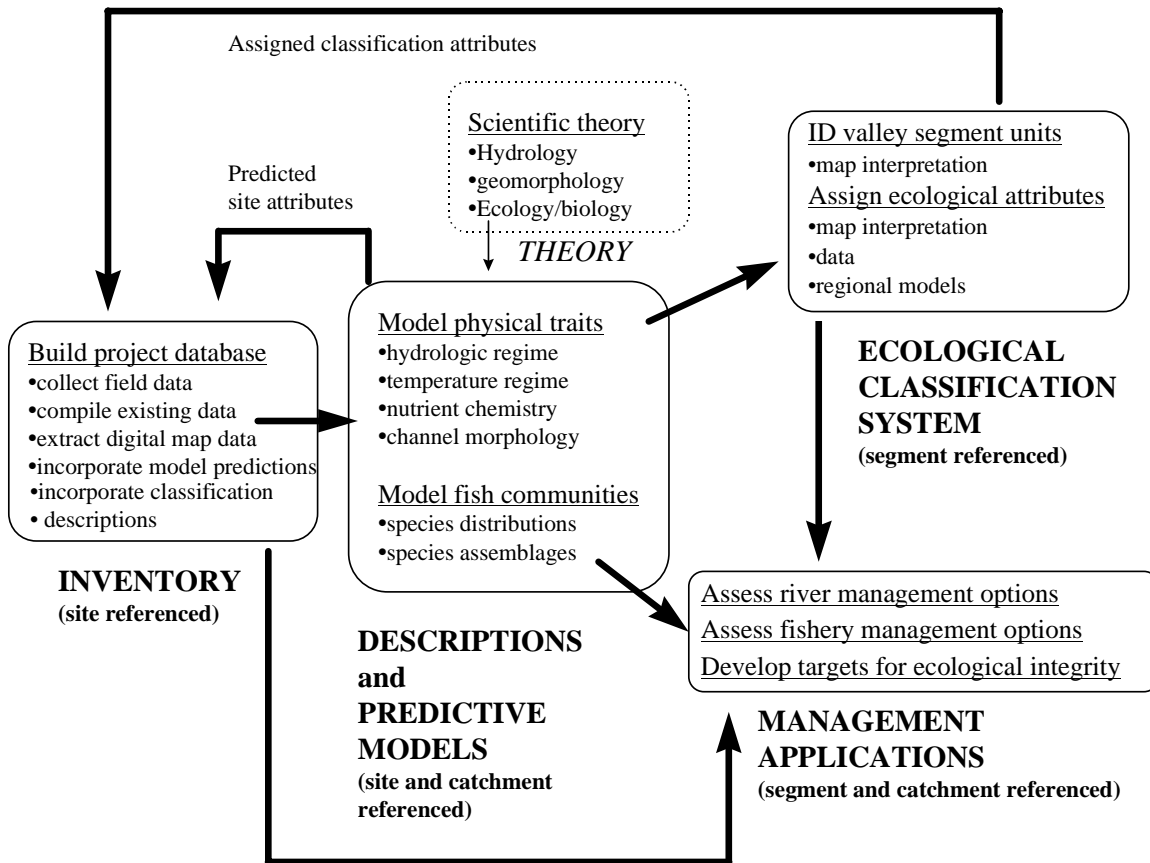 Assigned classification attributes
Scientific theory
•Hydrology
•geomorphology
•Ecology/biology
THEORY
Predicted
site attributes
ID valley segment units
•map interpretation
Assign ecological attributes
•map interpretation
•data
•regional models
Build project database
•collect field data
•compile existing data
•extract digital map data
•incorporate model predictions
•incorporate classification
• descriptions
INVENTORY
(site referenced)
Model physical traits
•hydrologic regime
•temperature regime
•nutrient chemistry
•channel morphology
Model fish communities
•species distributions
•species assemblages
DESCRIPTIONS
and
PREDICTIVE
MODELS
(site and catchment
referenced)
ECOLOGICAL
CLASSIFICATION
SYSTEM
(segment referenced)
Assess river management options
Assess fishery management options
Develop targets for ecological integrity
MANAGEMENT
APPLICATIONS
(segment and catchment referenced)